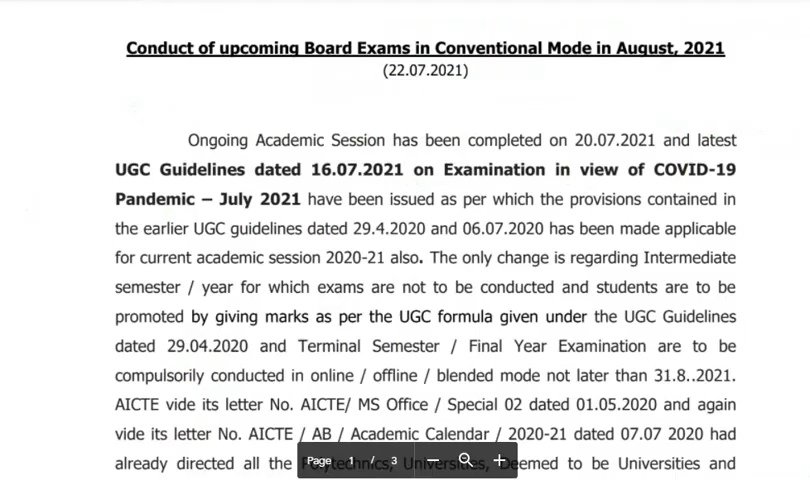 Conduct of upcoming Board Exams in Conventional Mode in August, 2021
(22.07.2021)
Ongoing Academic Session has been completed on 20.07.2021 and latest
UGC Guidelines dated 16.07.2021 on Examination in view of COVID-19
Pandemic – July 2021 have been issued as per which the provisions contained in
the earlier UGC guidelines dated 29.4.2020 and 06.07.2020 has been made applicable
for current academic session 2020-21 also. The only change is regarding Intermediate
semester / year for which exams are not to be conducted and students are to be
promoted by giving marks as per the UGC formula given under the UGC Guidelines
dated 29.04.2020 and Terminal Semester / Final Year Examination are to be
compulsorily conducted in online / offline / blended mode not later than 31.8..2021.
AICTE vide its letter No. AICTE/ MS Office / Special 02 dated 01.05.2020 and again
vide its letter No. AICTE / AB / Academic Calendar / 2020-21 dated 07.07 2020 had
already directed all the Polytechnics, Universities, Deemed to be Universities and
Page 1 / 3